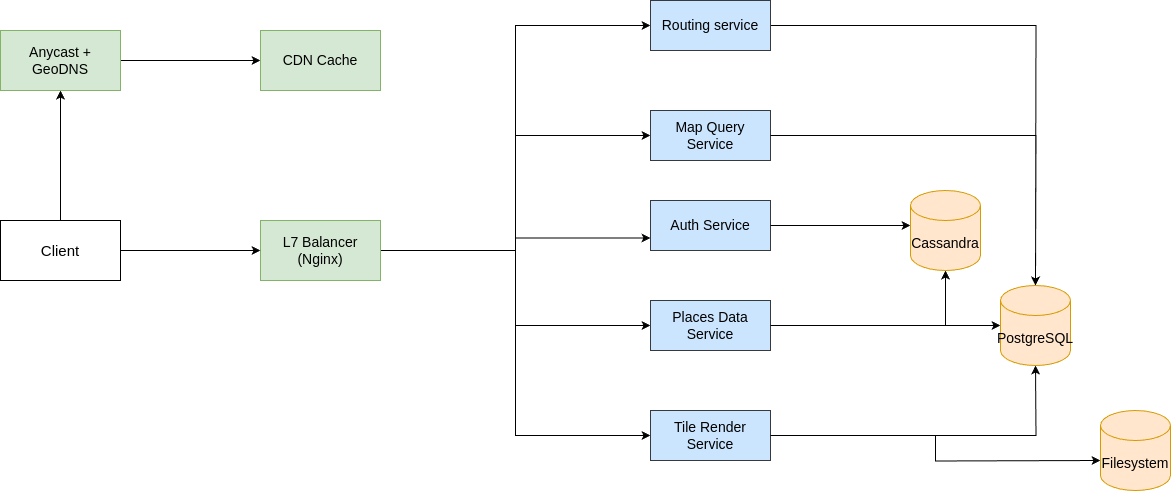 Routing service
Anycast +
GeoDNS
CDN Cache
Map Query
Service
Client
L7 Balancer
(Nginx)
Auth Service
Cassandra
Places Data
Service
PostgreSQL
Tile Render
Service
Filesystem